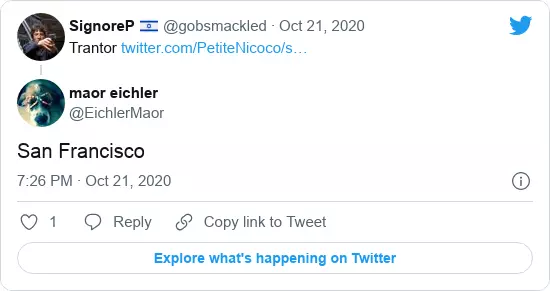 SignoreP 🇮🇱 @gobsmackled · Oct 21, 2020
Trantor twitter.com/PetiteNicoco/s…
maor eichler
@EichlerMaor
San Francisco
7:26 PM · Oct 21, 2020
1 Reply Copy link to Tweet
Explore what's happening on Twitter